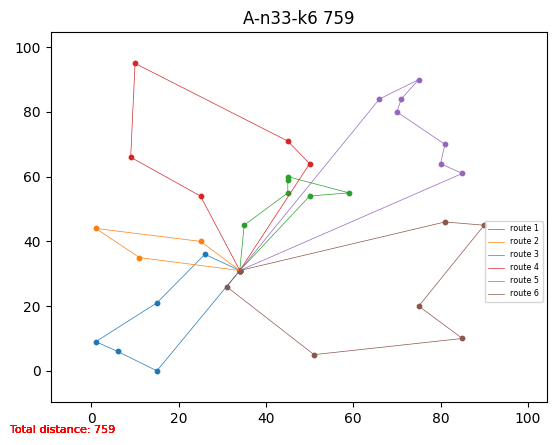 A-n33-k6 759
100
80
60
40
20
0
0 20 40 60 80 100
route 1
route 2
route 3
route 4
route 5
route 6
Total distance: 759